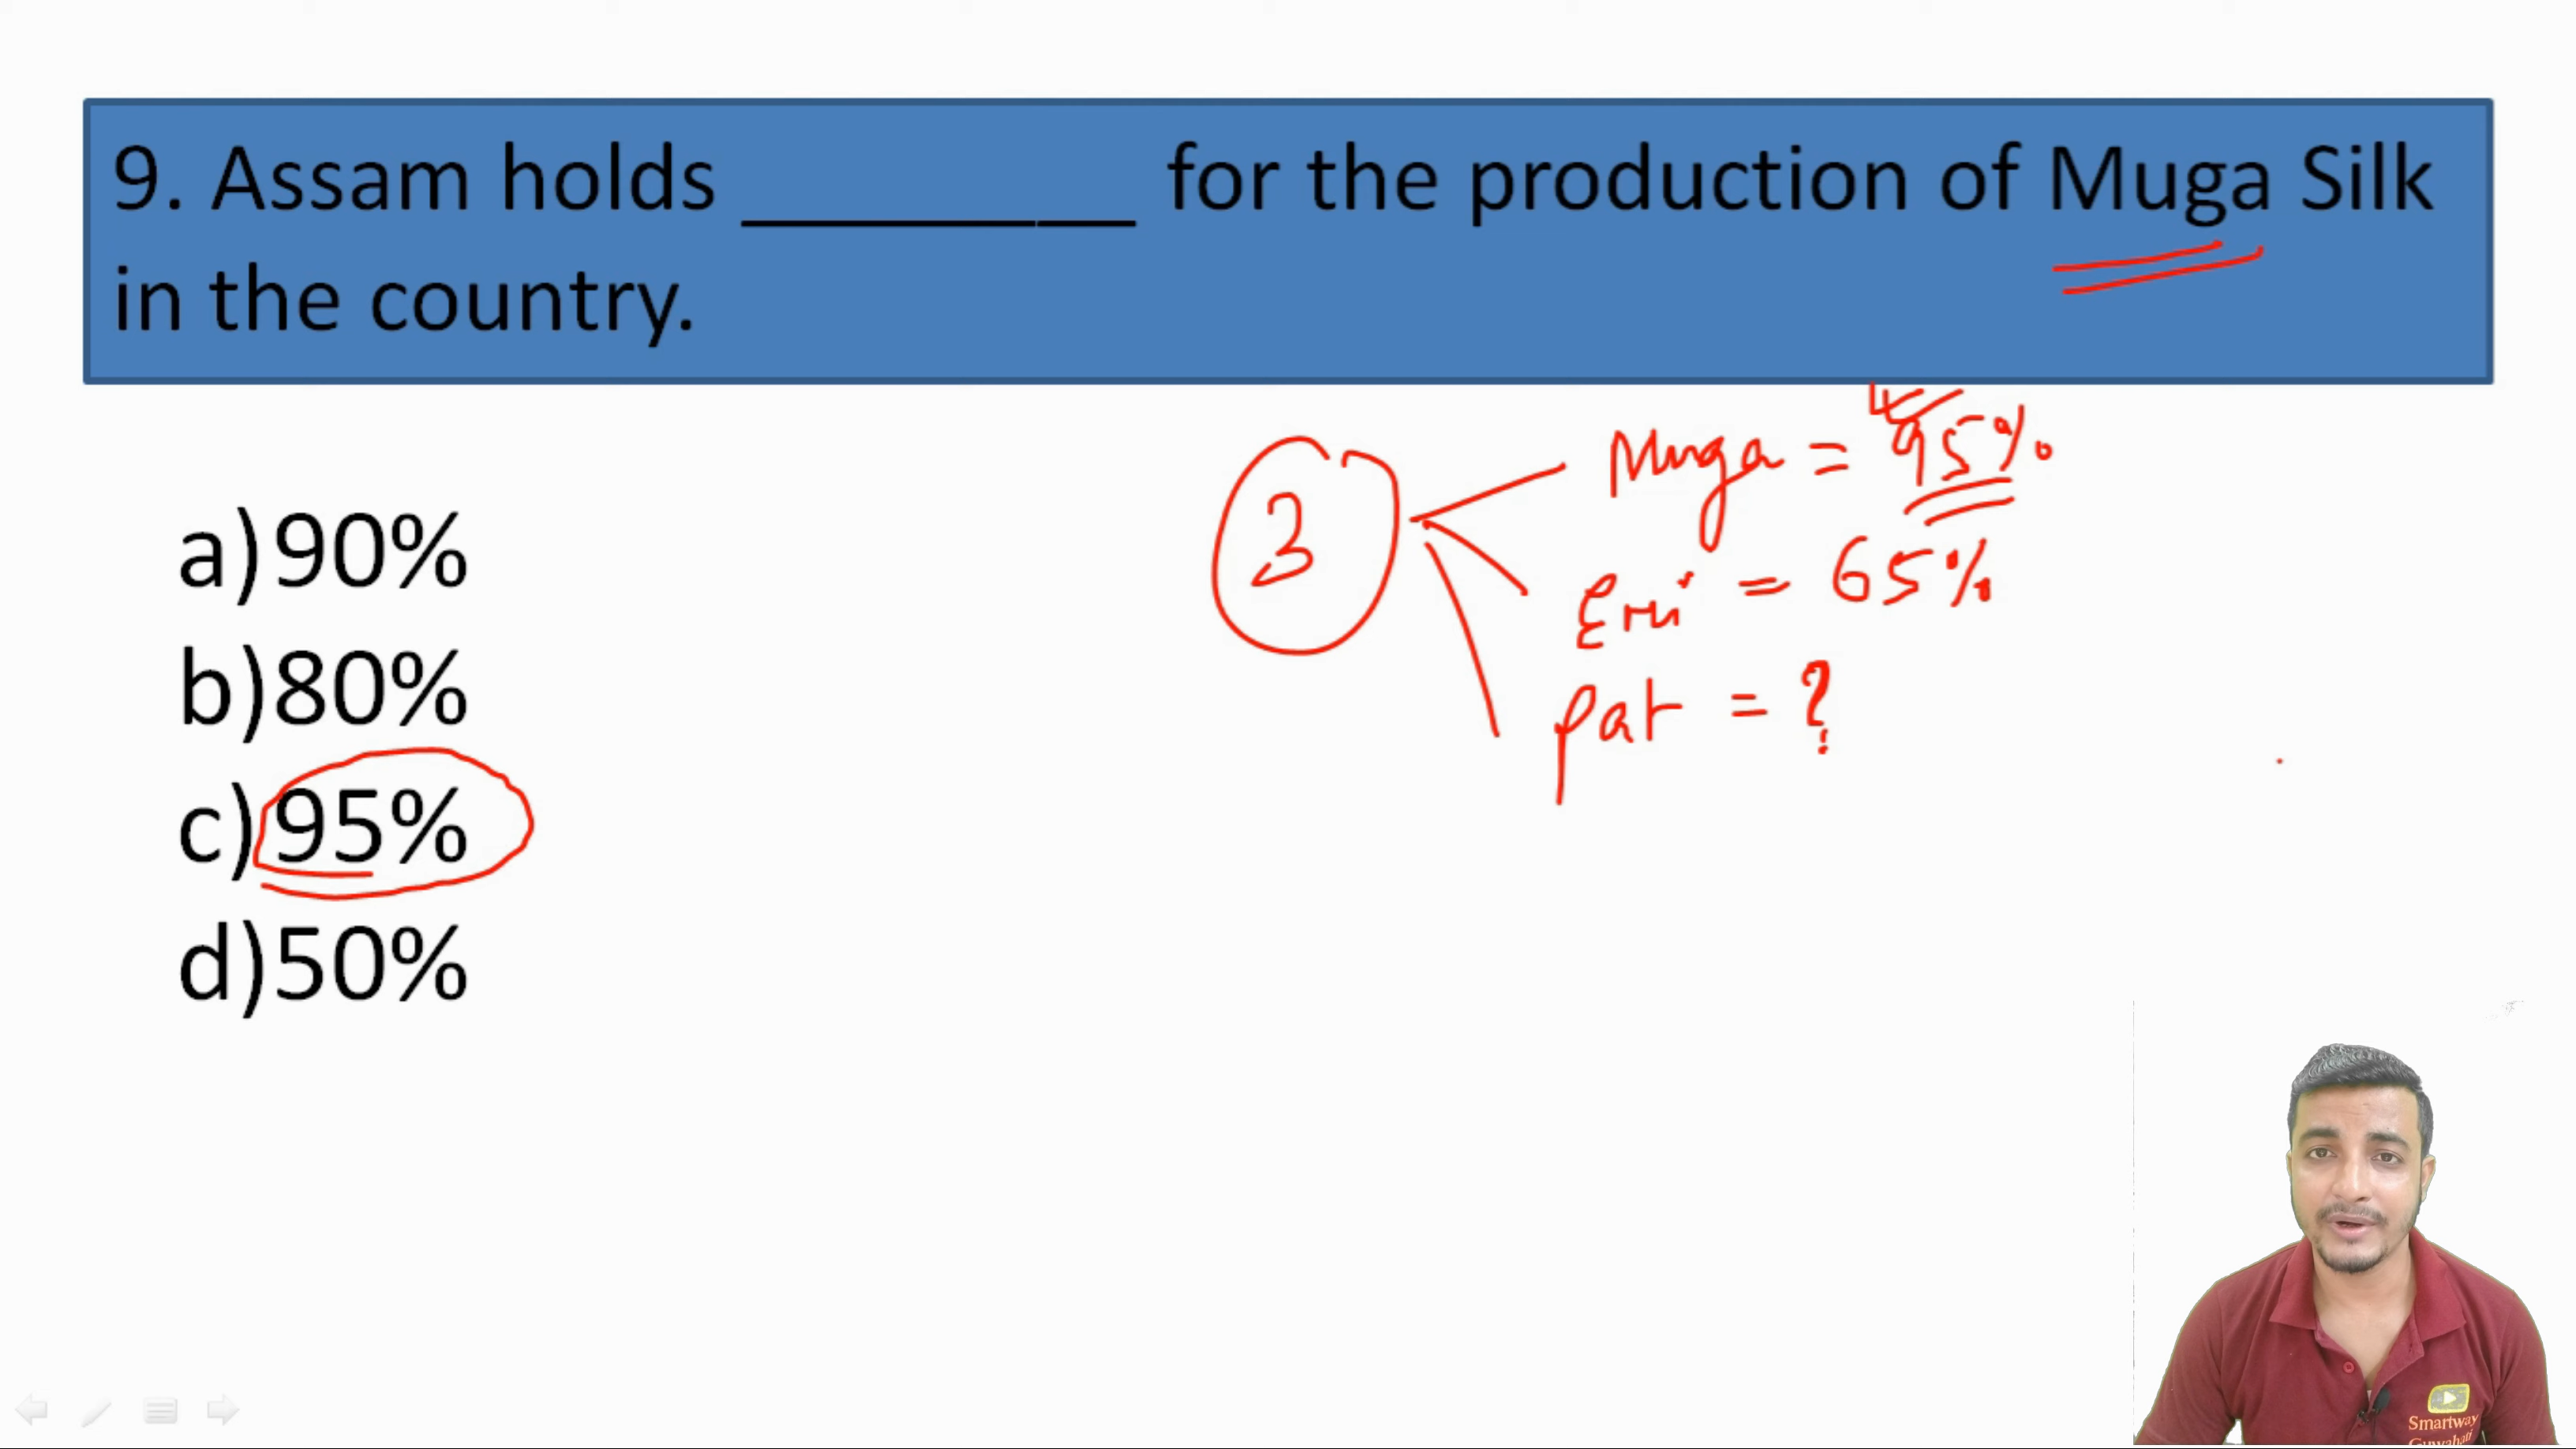 9. Assam holds __________ for the production of Muga Silk
in the country.
a) 90%
b) 80%
c) 95%
d) 50%
3
Muga = 95%
Eri = 65%
pat = ?
Smartway
Guwahati